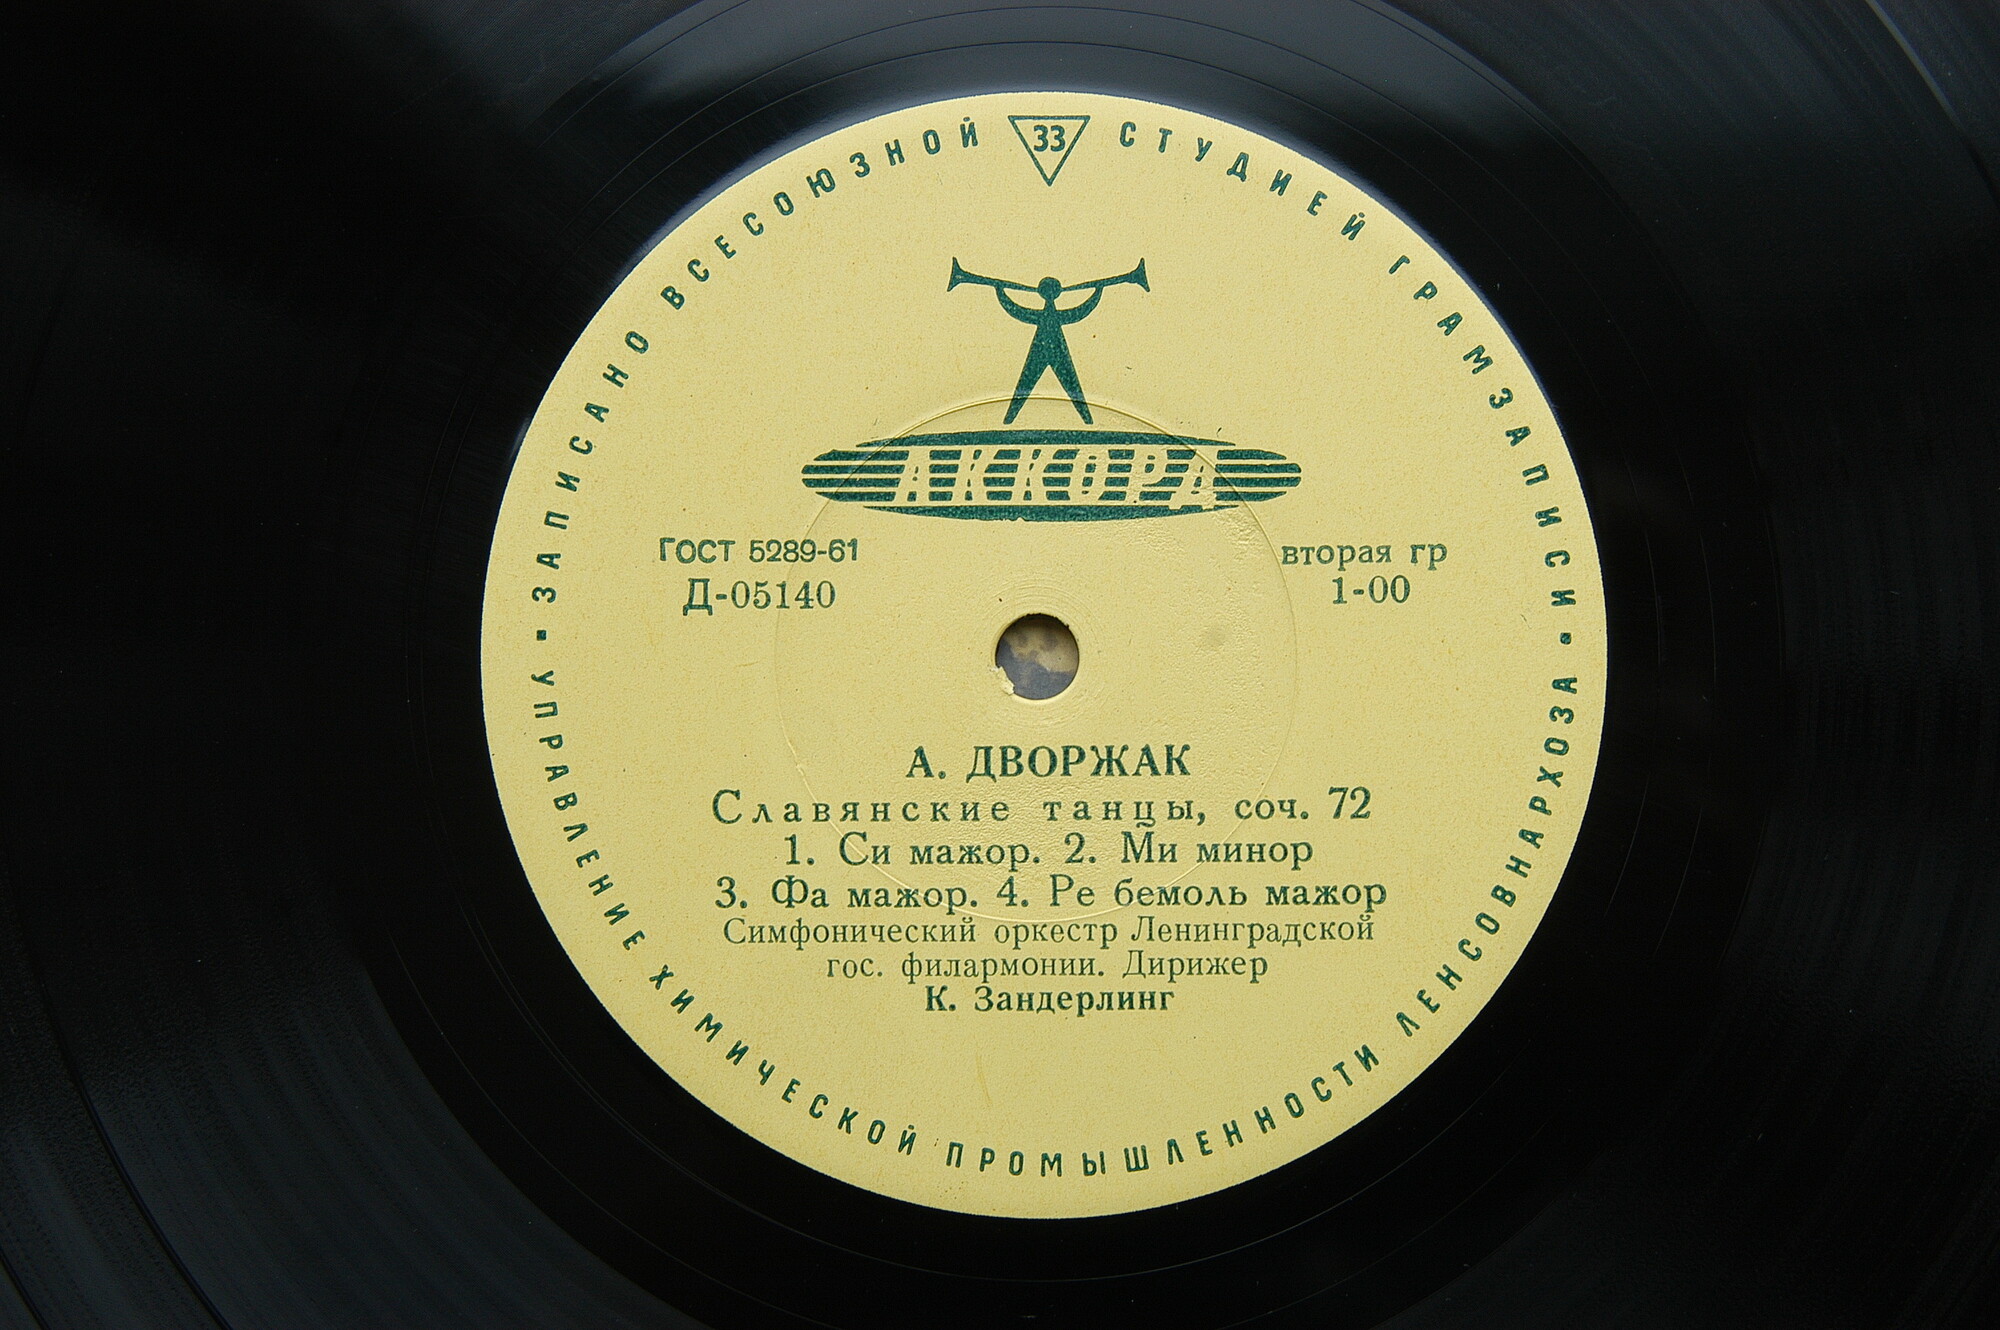 ЗАПИСАНО ВСЕСОЮЗНОЙ 33 СТУДИЕЙ ГРАМЗАПИСИ •
АККОРД
ГОСТ 5289-61
Д-05140
вторая гр
1-00
А. ДВОРЖАК
Славянские танцы, соч. 72
1. Си мажор. 2. Ми минор
3. Фа мажор. 4. Ре бемоль мажор
Симфонический оркестр Ленинградской
гос. филармонии. Дирижер
К. Зандерлинг
УПРАВЛЕНИЕ ХИМИЧЕСКОЙ ПРОМЫШЛЕННОСТИ ЛЕНСОВНАРХОЗА •